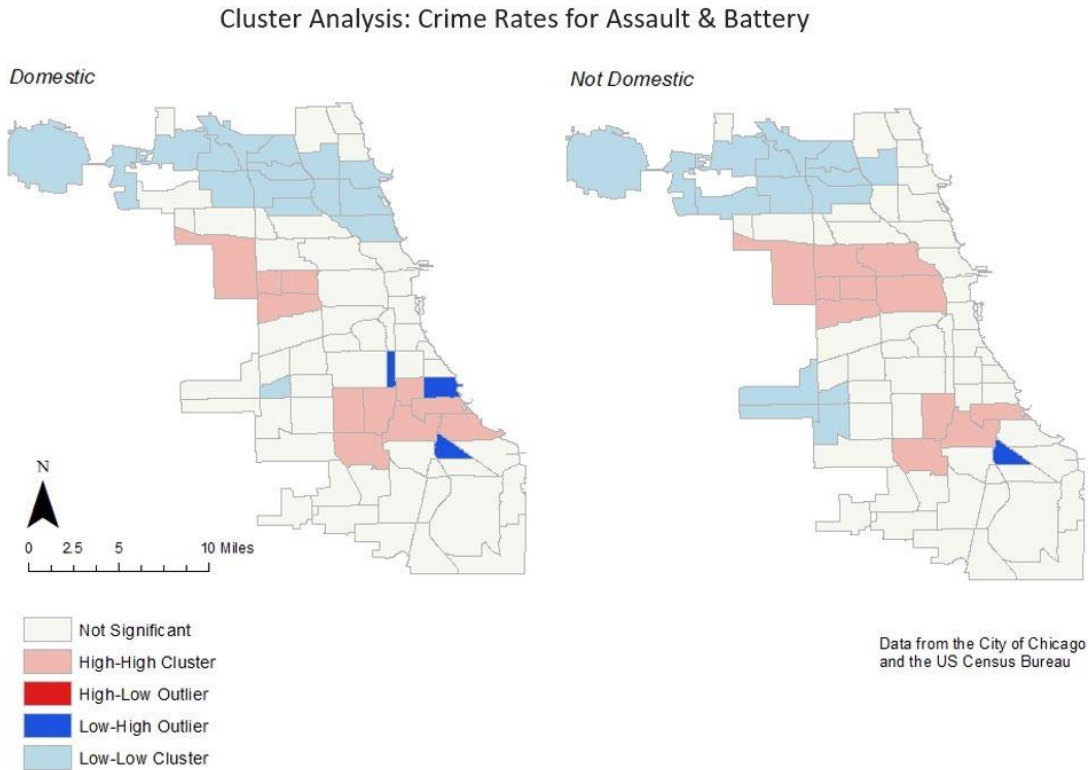 Cluster Analysis: Crime Rates for Assault & Battery
Domestic
Not Domestic
N
0 2.5 5 10 Miles
Not Significant
High-High Cluster
High-Low Outlier
Low-High Outlier
Low-Low Cluster
Data from the City of Chicago
and the US Census Bureau